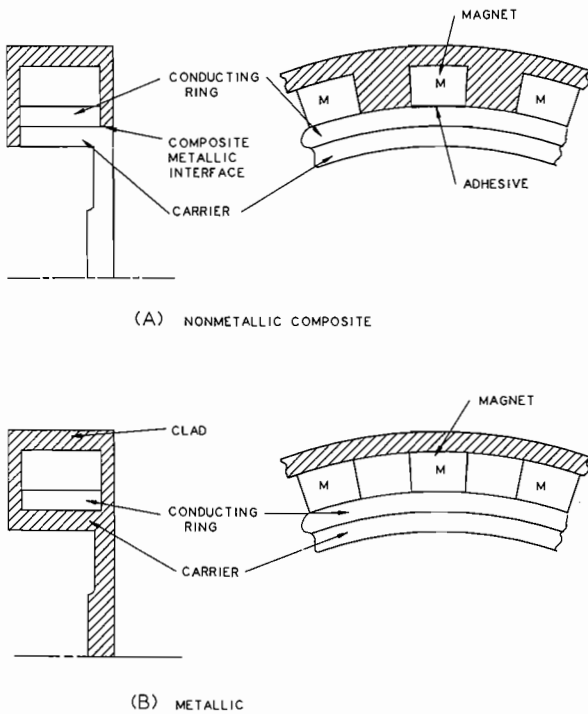 MAGNET
CONDUCTING
RING
M
M
M
COMPOSITE
METALLIC
INTERFACE
ADHESIVE
CARRIER
(A) NONMETALLIC COMPOSITE
MAGNET
CLAD
M
M
M
CONDUCTING
RING
CARRIER
(B) METALLIC